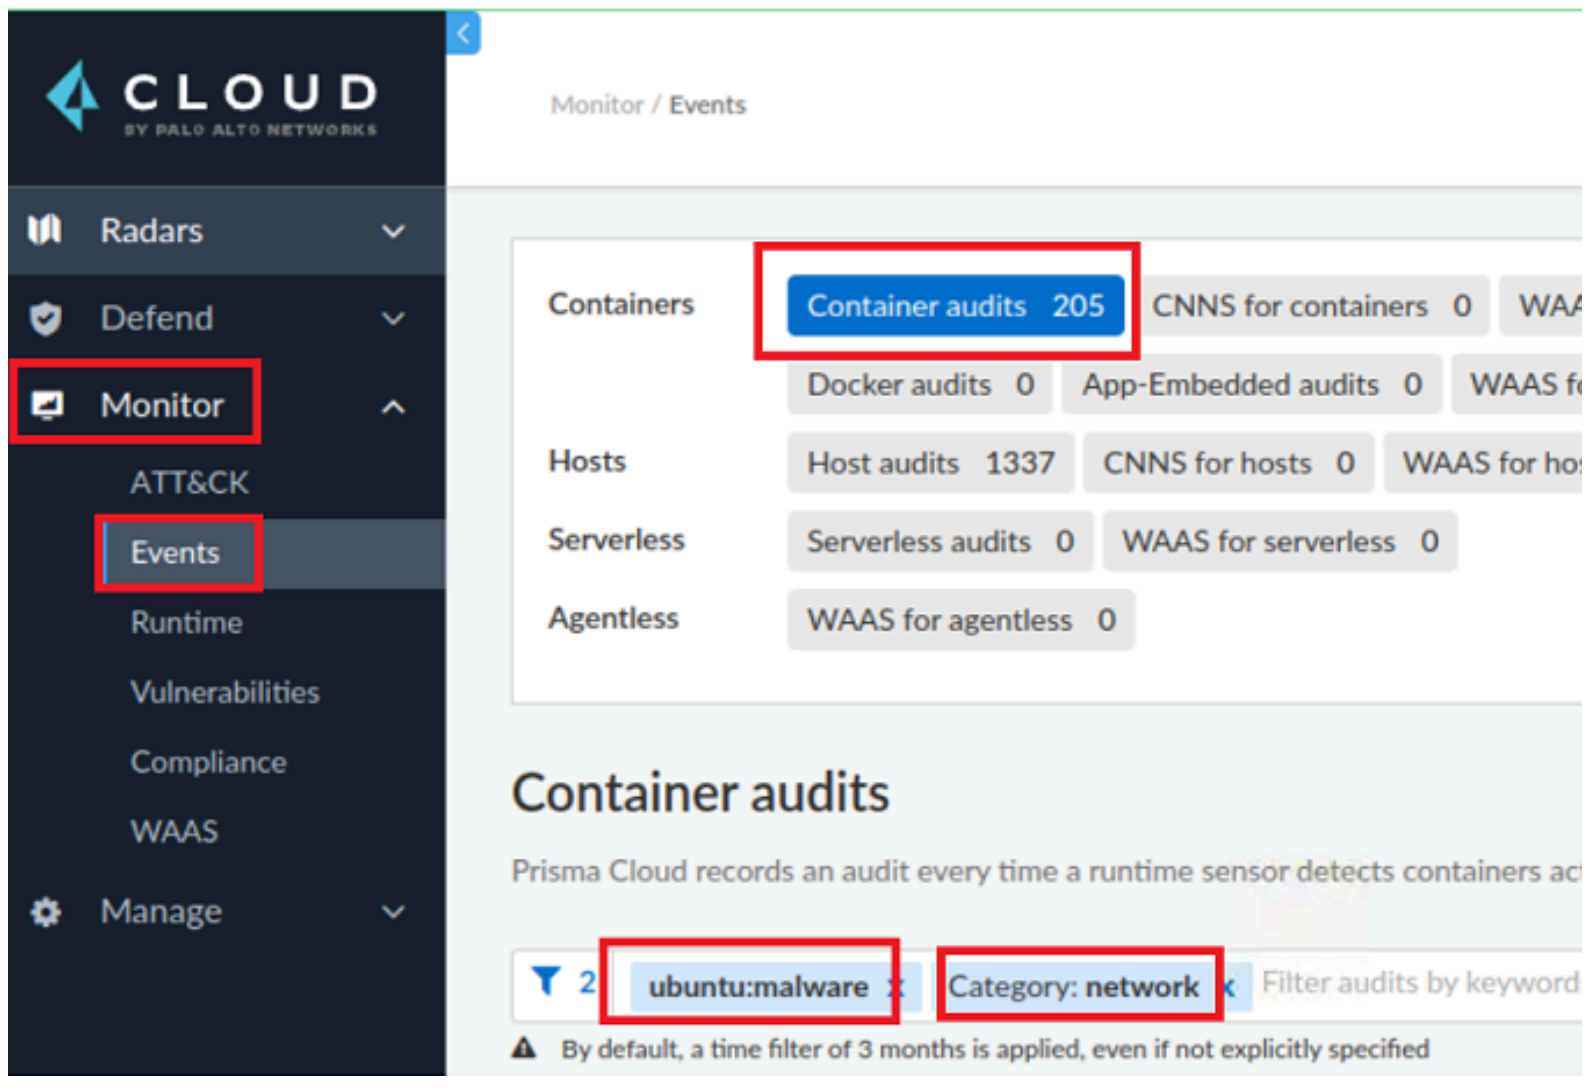 CLOUD
BY PALO ALTO NETWORKS
Monitor / Events
Radars
Defend
Monitor
ATT&CK
Events
Runtime
Vulnerabilities
Compliance
WAAS
Manage
Containers Container audits 205 CNNS for containers 0
Docker audits 0 App-Embedded audits 0 WAAS
Hosts Host audits 1337 CNNS for hosts 0 WAAS for
Serverless Serverless audits 0 WAAS for serverless 0
Agentless WAAS for agentless 0
Container audits
Prisma Cloud records an audit every time a runtime sensor detects containers
2 ubuntu:malware x Category: network x Filter audits by keyword
By default, a time filter of 3 months is applied, even if not explicitly specified